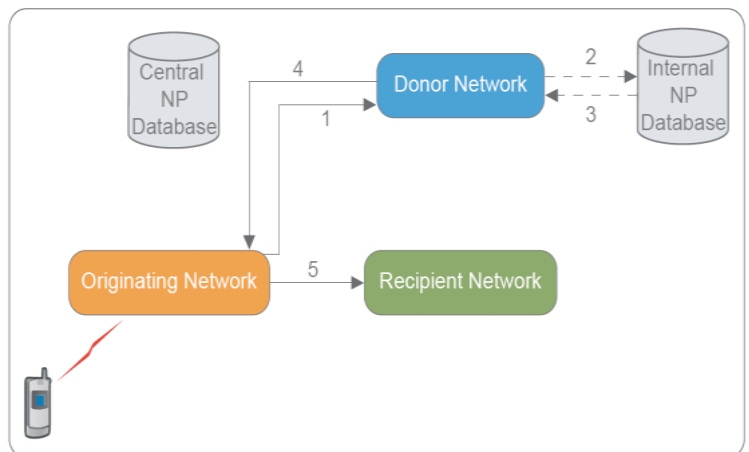 Central
NP
Database
4
1
Donor Network
2
3
Internal
NP
Database
Originating Network
5
Recipient Network